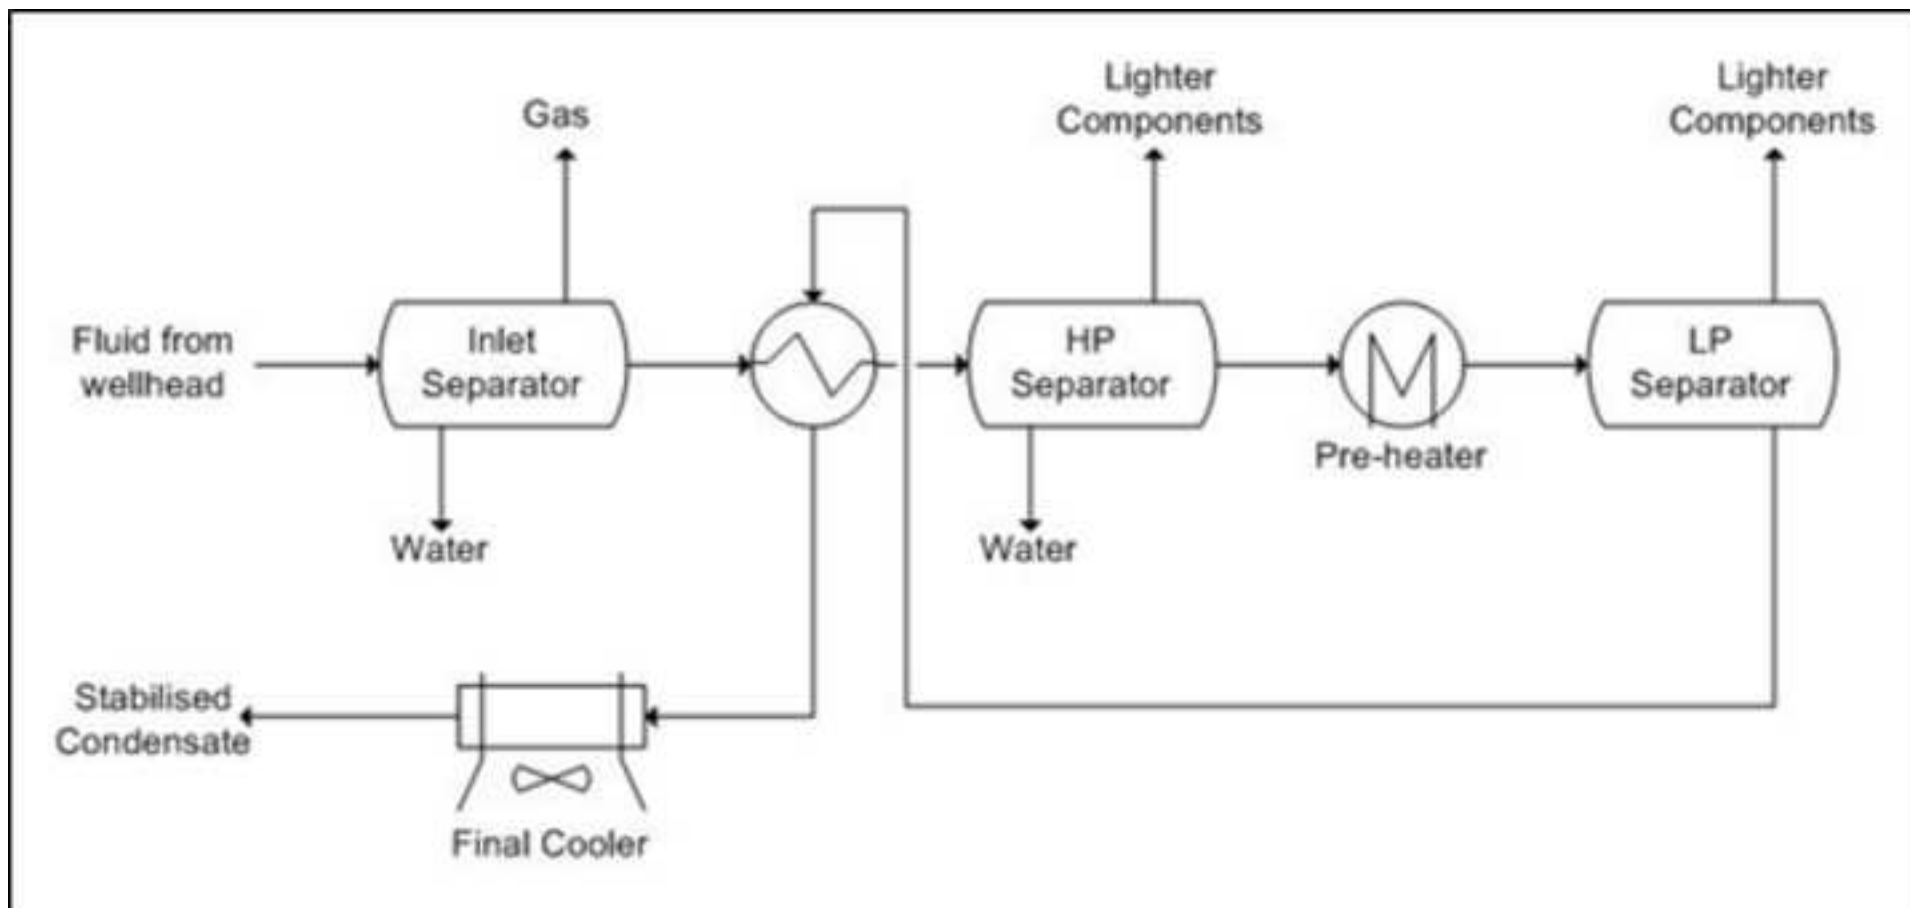 Lighter
Components
Lighter
Components
Gas
Fluid from
wellhead
Inlet
Separator
HP
Separator
LP
Separator
Pre-heater
Water
Water
Stabilised
Condensate
Final Cooler